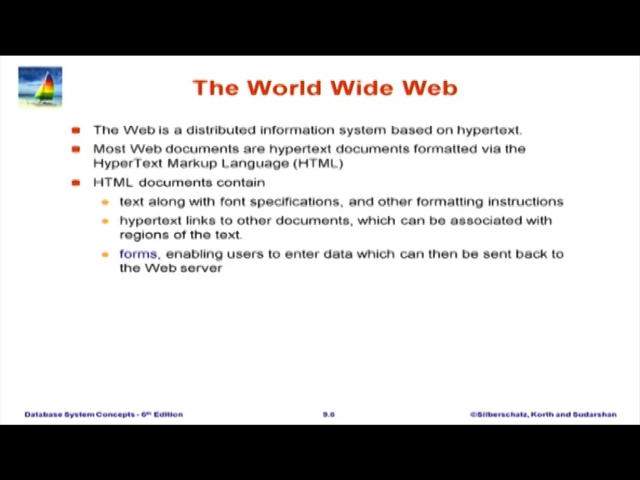 The World Wide Web
The Web is a distributed information system based on hypertext.
Most Web documents are hypertext documents formatted via the
HyperText Markup Language (HTML)
HTML documents contain
text along with font specifications, and other formatting instructions
hypertext links to other documents, which can be associated with
regions of the text.
forms, enabling users to enter data which can then be sent back to
the Web server
Database System Concepts - 6th Edition
©Silberschatz, Korth and Sudarshan